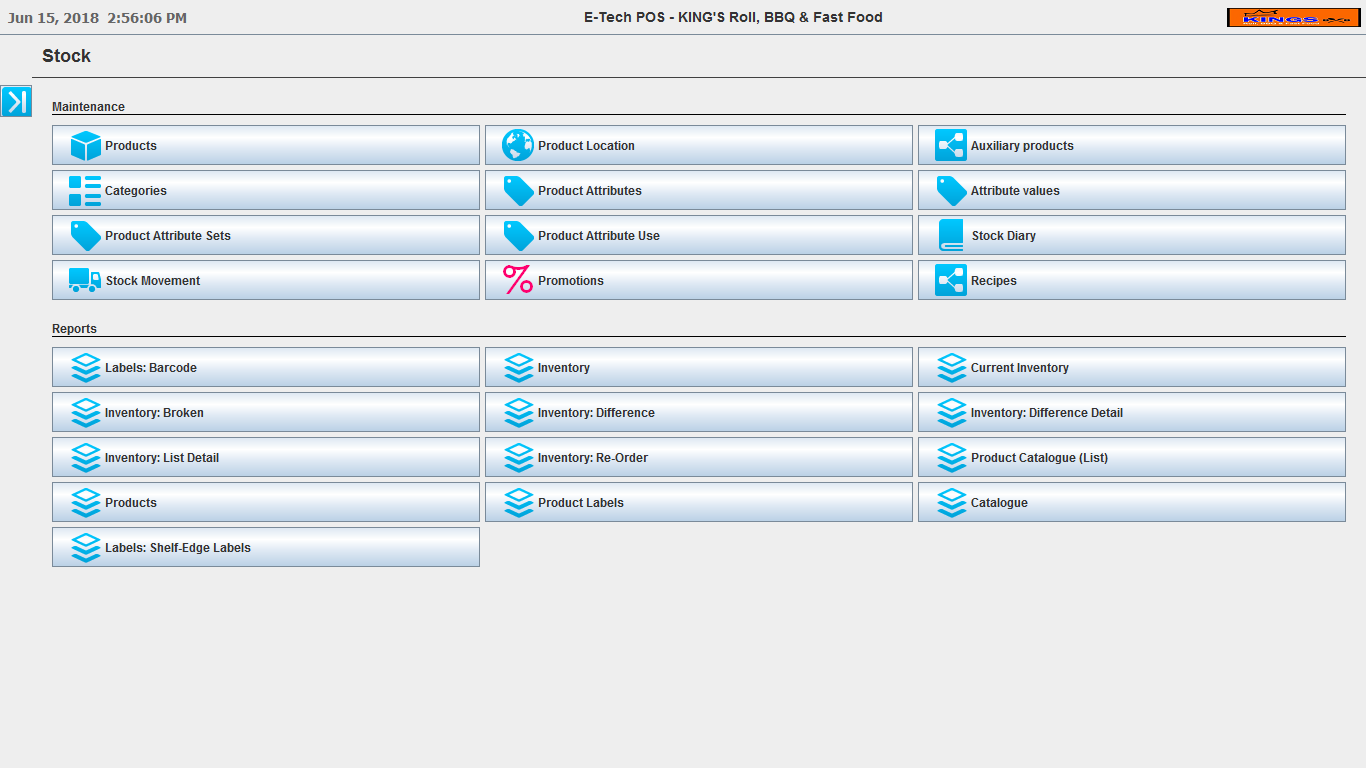 Jun 15, 2018 2:56:06 PM
E-Tech POS - KING'S Roll, BBQ & Fast Food
KINGS
Stock
Maintenance
Products
Product Location
Auxiliary products
Categories
Product Attributes
Attribute values
Product Attribute Sets
Product Attribute Use
Stock Diary
Stock Movement
Promotions
Recipes
Reports
Labels: Barcode
Inventory
Current Inventory
Inventory: Broken
Inventory: Difference
Inventory: Difference Detail
Inventory: List Detail
Inventory: Re-Order
Product Catalogue (List)
Products
Product Labels
Catalogue
Labels: Shelf-Edge Labels